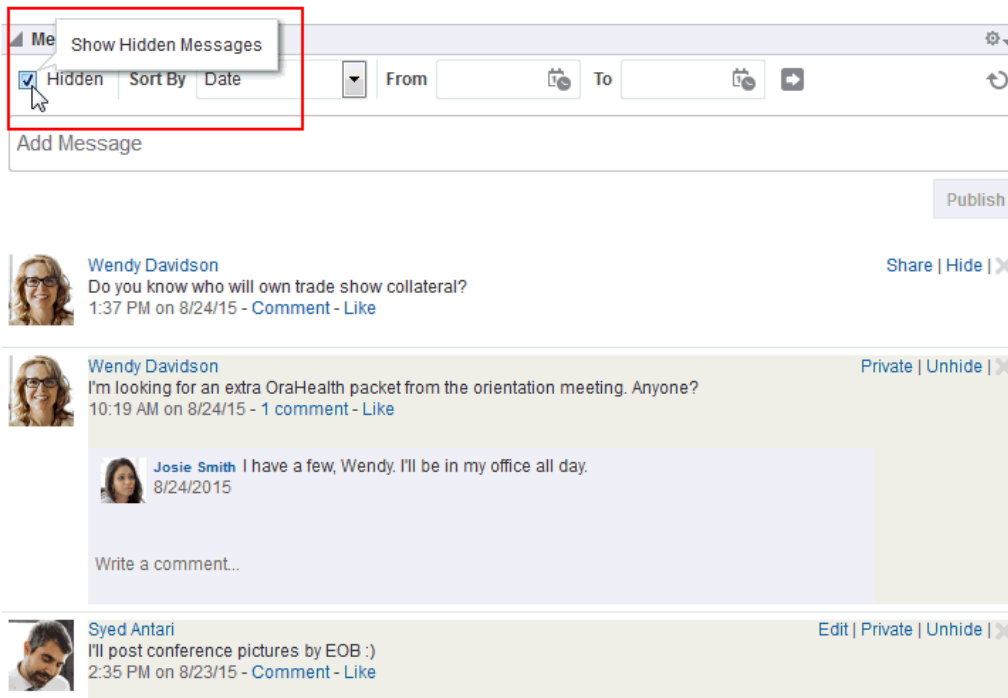 Me
Show Hidden Messages
Hidden Sort By Date From To
Add Message
Publish
Wendy Davidson Share | Hide |
Do you know who will own trade show collateral?
1:37 PM on 8/24/15 - Comment - Like
Wendy Davidson Private | Unhide |
I'm looking for an extra OraHealth packet from the orientation meeting. Anyone?
10:19 AM on 8/24/15 - 1 comment - Like
Josie Smith I have a few, Wendy. I'll be in my office all day.
8/24/2015
Write a comment...
Syed Antari Edit | Private | Unhide |
I'll post conference pictures by EOB :)
2:35 PM on 8/23/15 - Comment - Like